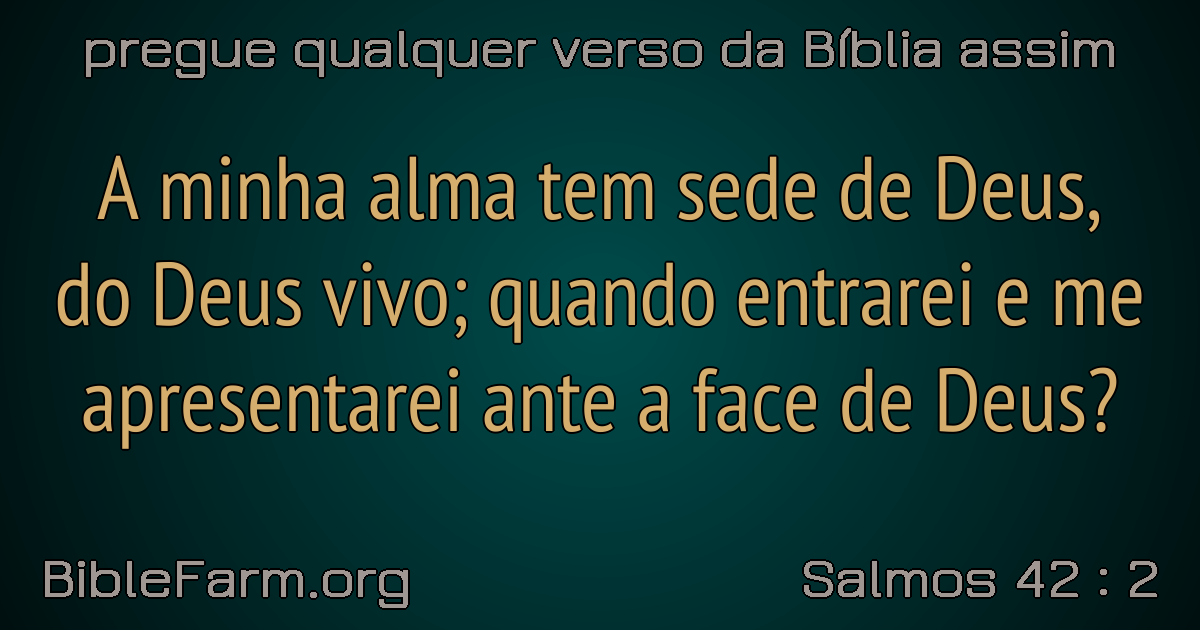 pregue qualquer verso da Bíblia assim
A minha alma tem sede de Deus,
do Deus vivo; quando entrarei e me
apresentarei ante a face de Deus?
BibleFarm.org
Salmos 42 : 2